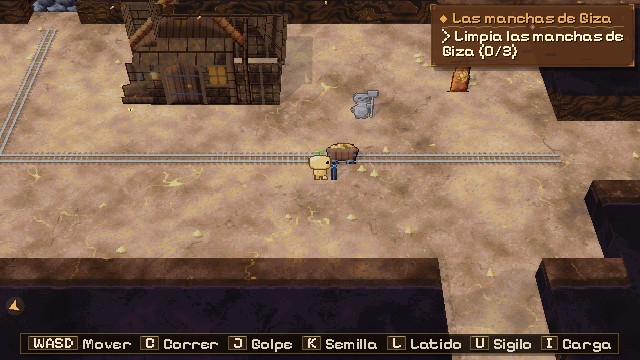 Las manchas de Giza
Limpia las manchas de
Giza (0/3)
WASD Mover C Correr J Golpe K Semilla L Latido U Sigilo I Carga